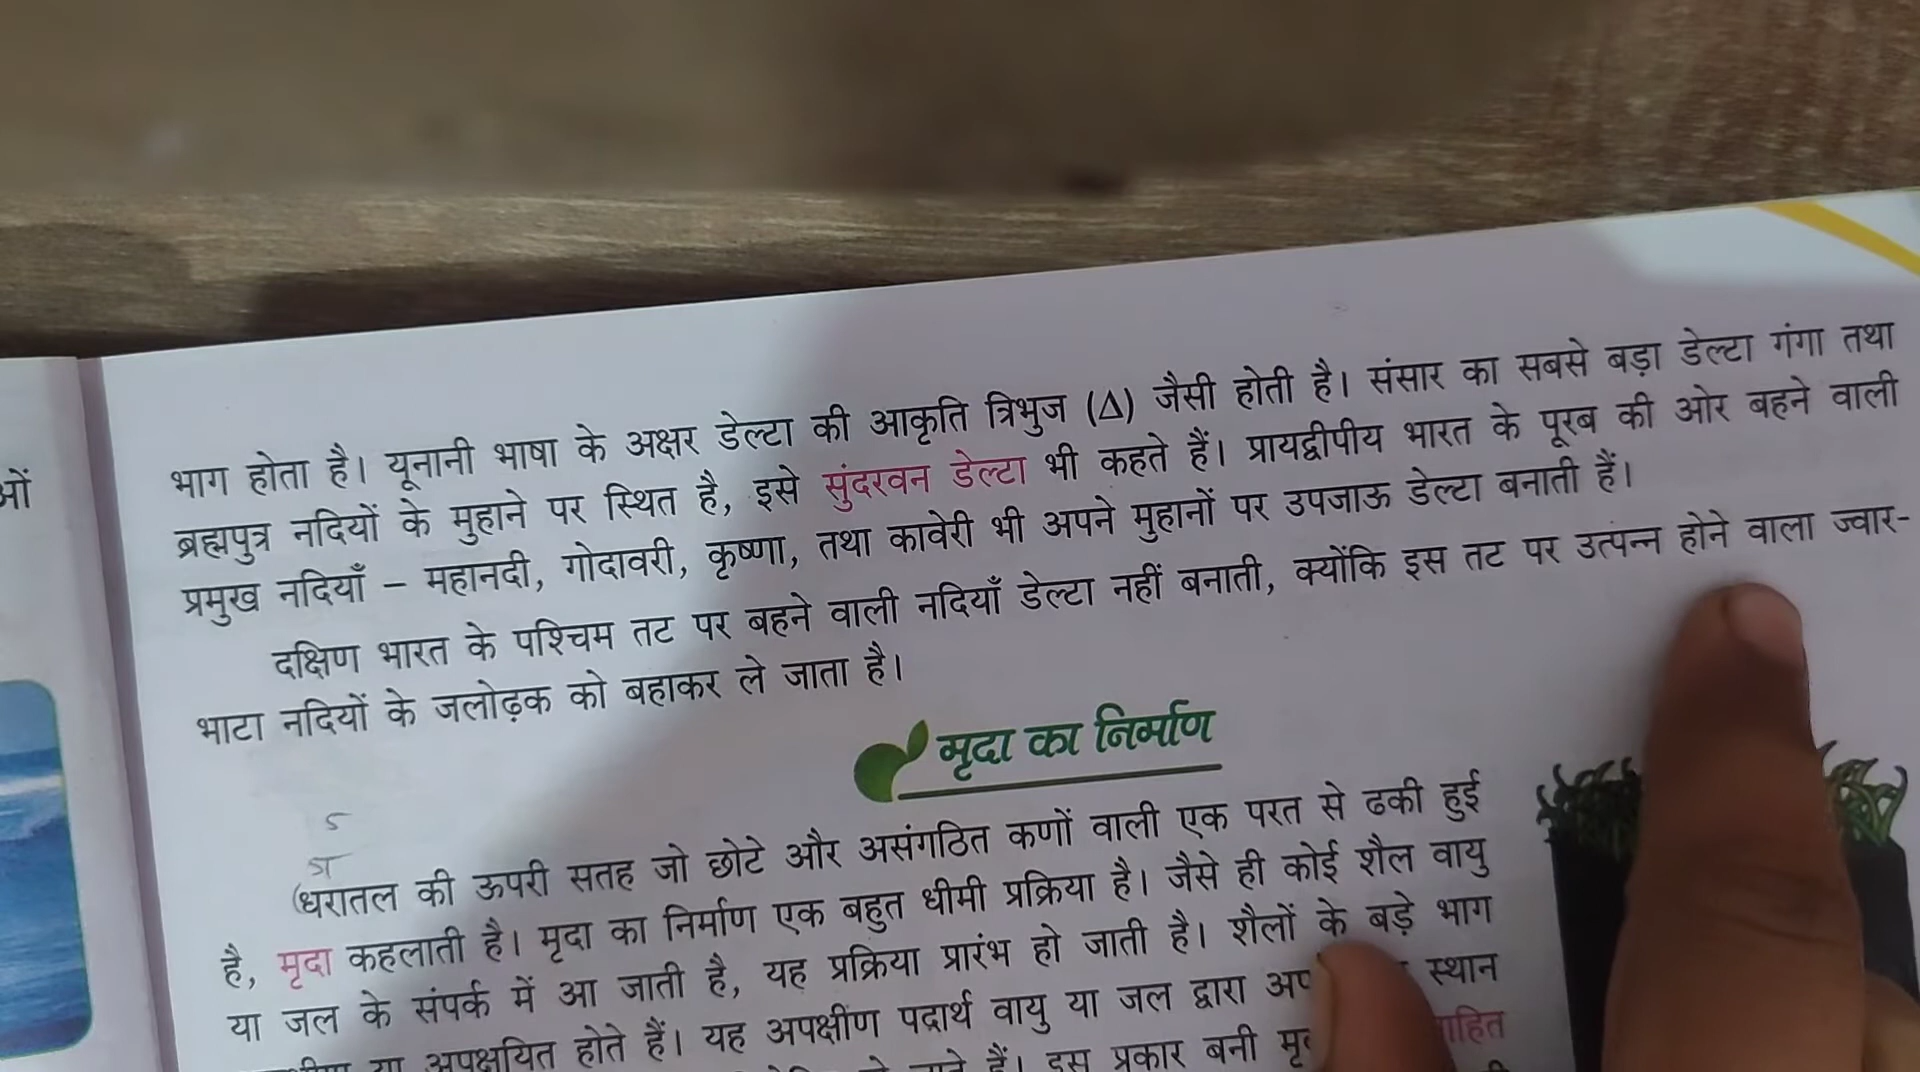 ओं
भाग होता है। यूनानी भाषा के अक्षर डेल्टा की आकृति त्रिभुज (Δ) जैसी होती है। संसार का सबसे बड़ा डेल्टा गंगा तथा
ब्रह्मपुत्र नदियों के मुहाने पर स्थित है, इसे सुंदरवन डेल्टा भी कहते हैं। प्रायद्वीपीय भारत के पूरब की ओर बहने वाली
प्रमुख नदियाँ – महानदी, गोदावरी, कृष्णा, तथा कावेरी भी अपने मुहानों पर उपजाऊ डेल्टा बनाती हैं।
दक्षिण भारत के पश्चिम तट पर बहने वाली नदियाँ डेल्टा नहीं बनाती, क्योंकि इस तट पर उत्पन्न होने वाला ज्वार-
भाटा नदियों के जलोढ़क को बहाकर ले जाता है।
मृदा का निर्माण
(धरातल की ऊपरी सतह जो छोटे और असंगठित कणों वाली एक परत से ढकी हुई
है, मृदा कहलाती है। मृदा का निर्माण एक बहुत धीमी प्रक्रिया है। जैसे ही कोई शैल वायु
या जल के संपर्क में आ जाती है, यह प्रक्रिया प्रारंभ हो जाती है। शैलों के बड़े भाग
या अपक्षयित होते हैं। यह अपक्षीण पदार्थ वायु या जल द्वारा स्थान
जाते हैं। इस प्रकार बनी